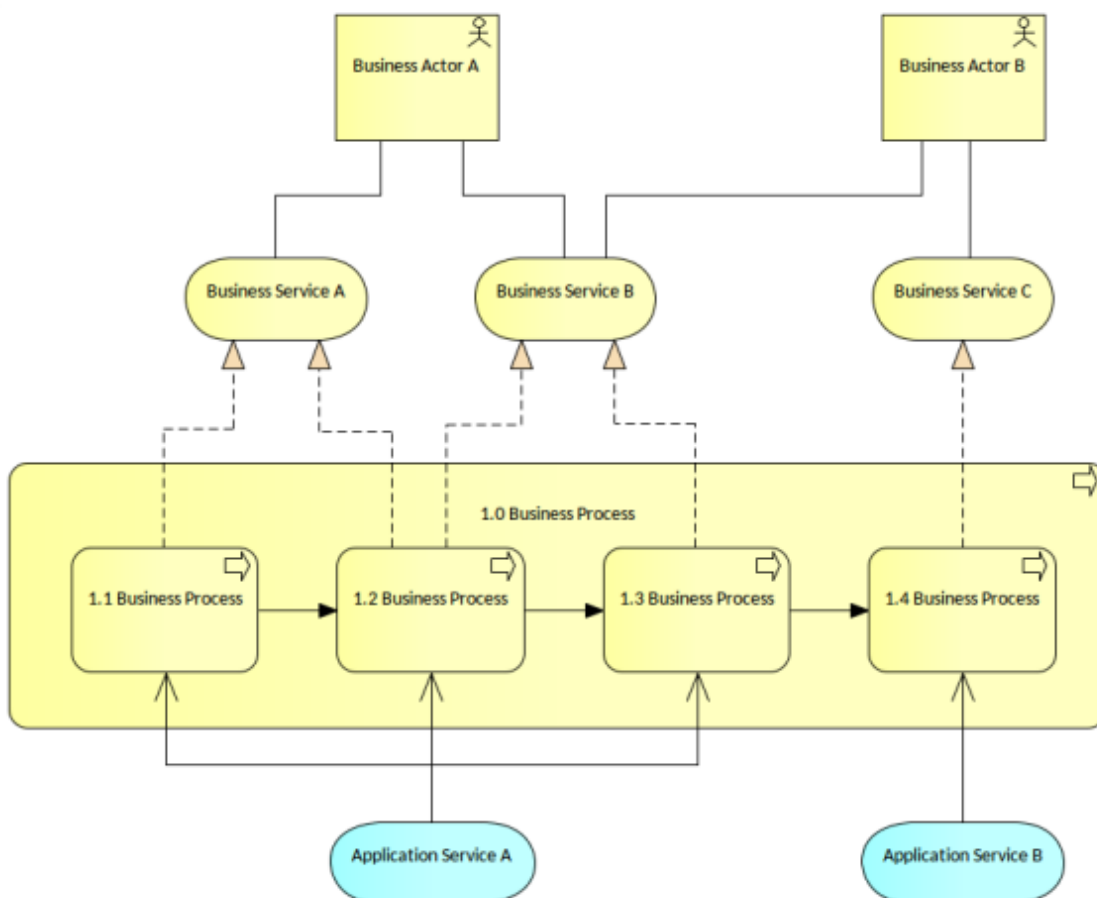 Business Actor A
Business Actor B
Business Service A
Business Service B
Business Service C
1.0 Business Process
1.1 Business Process
1.2 Business Process
1.3 Business Process
1.4 Business Process
Application Service A
Application Service B